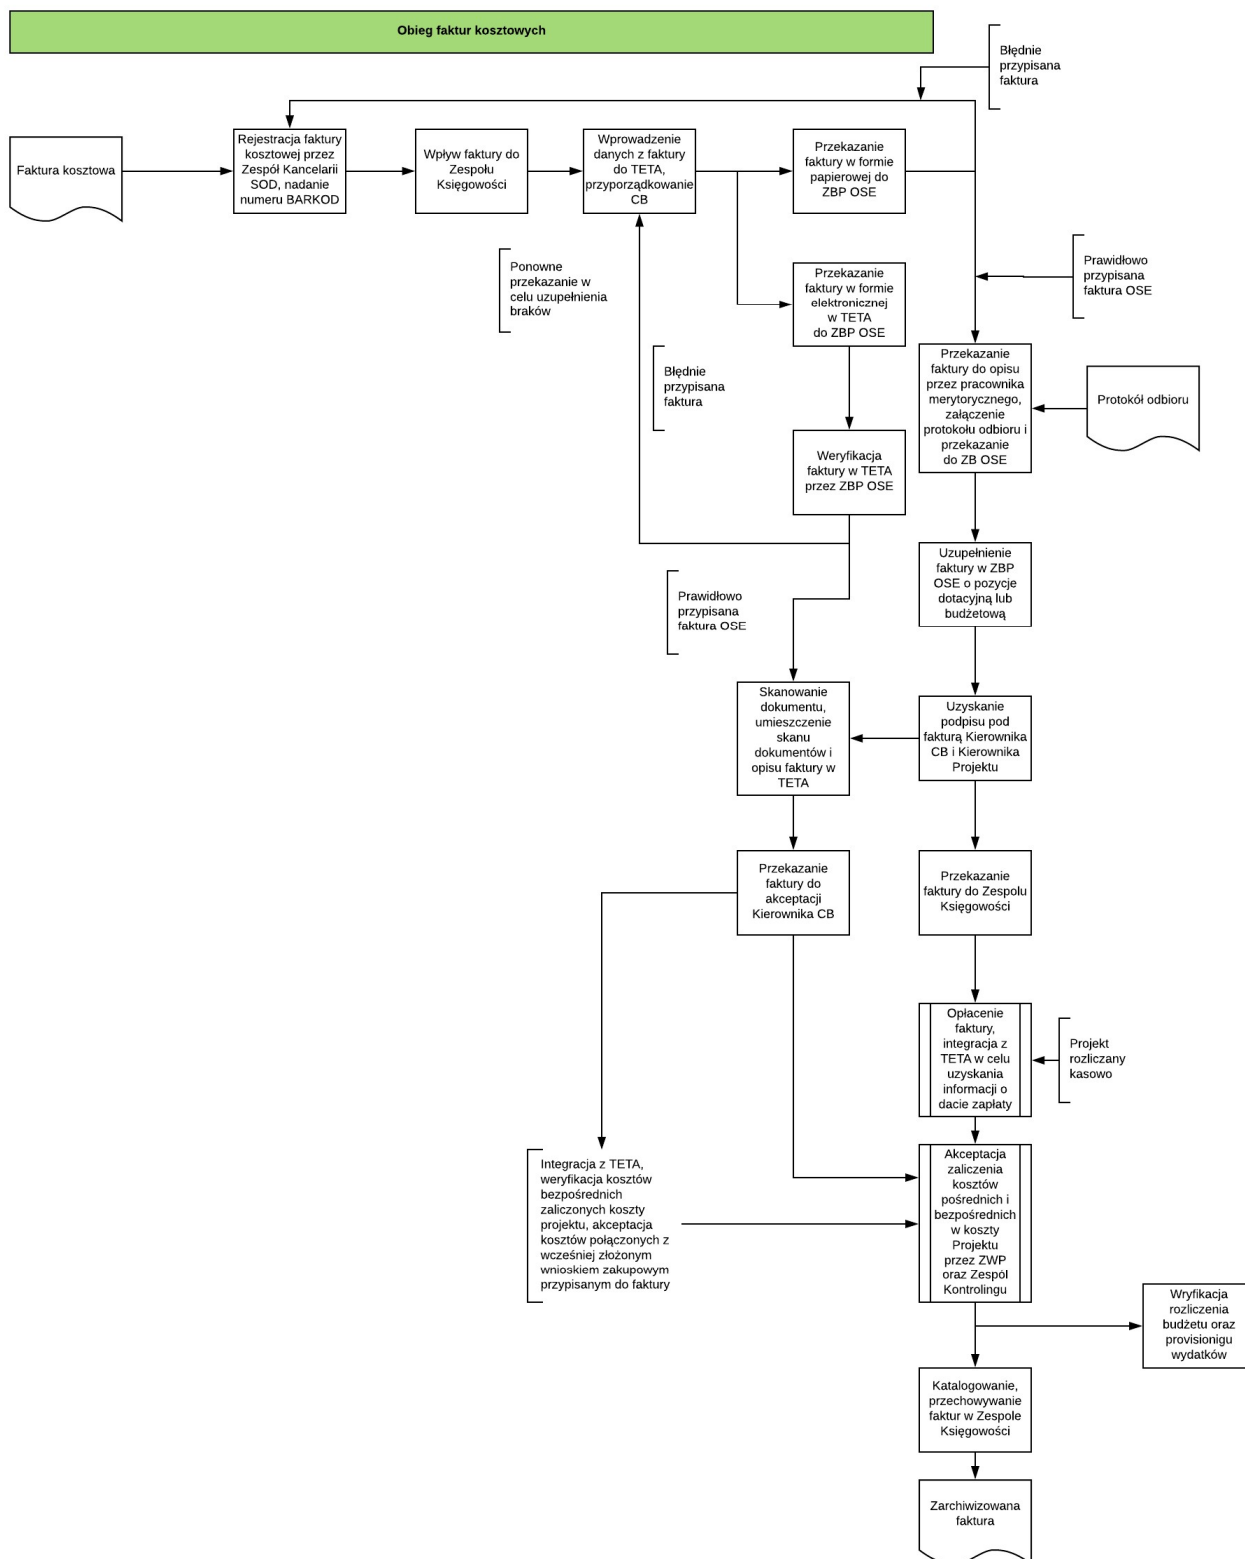 Obieg faktur kosztowych
Błędnie
przypisana
faktura
Faktura kosztowa
Rejestracja faktury
kosztowej przez
Zespół Kancelarii
SOD, nadanie
numeru BARKOD
Wpływ faktury do
Zespołu
Księgowości
Wprowadzenie
danych z faktury
do TETA,
przyporządkowanie
CB
Przekazanie
faktury w formie
papierowej do
ZBP OSE
Ponowne
przekazanie w
celu uzupełnienia
braków
Przekazanie
faktury w formie
elektronicznej
w TETA
do ZBP OSE
Prawidłowo
przypisana
faktura OSE
Błędnie
przypisana
faktura
Przekazanie
faktury do opisu
przez pracownika
merytorycznego,
załączenie
protokołu odbioru i
przekazanie
do ZB OSE
Protokół odbioru
Weryfikacja
faktury w TETA
przez ZBP OSE
Uzupełnienie
faktury w ZBP
OSE o pozycje
dotacyjną lub
budżetową
Prawidłowo
przypisana
faktura OSE
Skanowanie
dokumentu,
umieszczenie
skanu
dokumentów i
opisu faktury w
TETA
Uzyskanie
podpisu pod
fakturą Kierownika
CB i Kierownika
Projektu
Przekazanie
faktury do
akceptacji
Kierownika CB
Przekazanie
faktury do Zespolu
Księgowości
Opłacenie
faktury,
integracja z
TETA w celu
uzyskania
informacji o
dacie zapłaty
Projekt
rozliczany
kasowo
Integracja z TETA,
weryfikacja kosztów
bezpośrednich
zaliczonych koszty
projektu, akceptacja
kosztów połączonych z
wcześniej złożonym
wnioskiem zakupowym
przypisanym do faktury
Akceptacja
zaliczenia
kosztów
pośrednich i
bezpośrednich
w koszty
Projektu
przez ZWP
oraz Zespól
Kontrolingu
Wryfikacja
rozliczenia
budżetu oraz
provisionigu
wydatków
Katalogowanie,
przechowywanie
faktur w Zespole
Księgowości
Zarchiwizowana
faktura